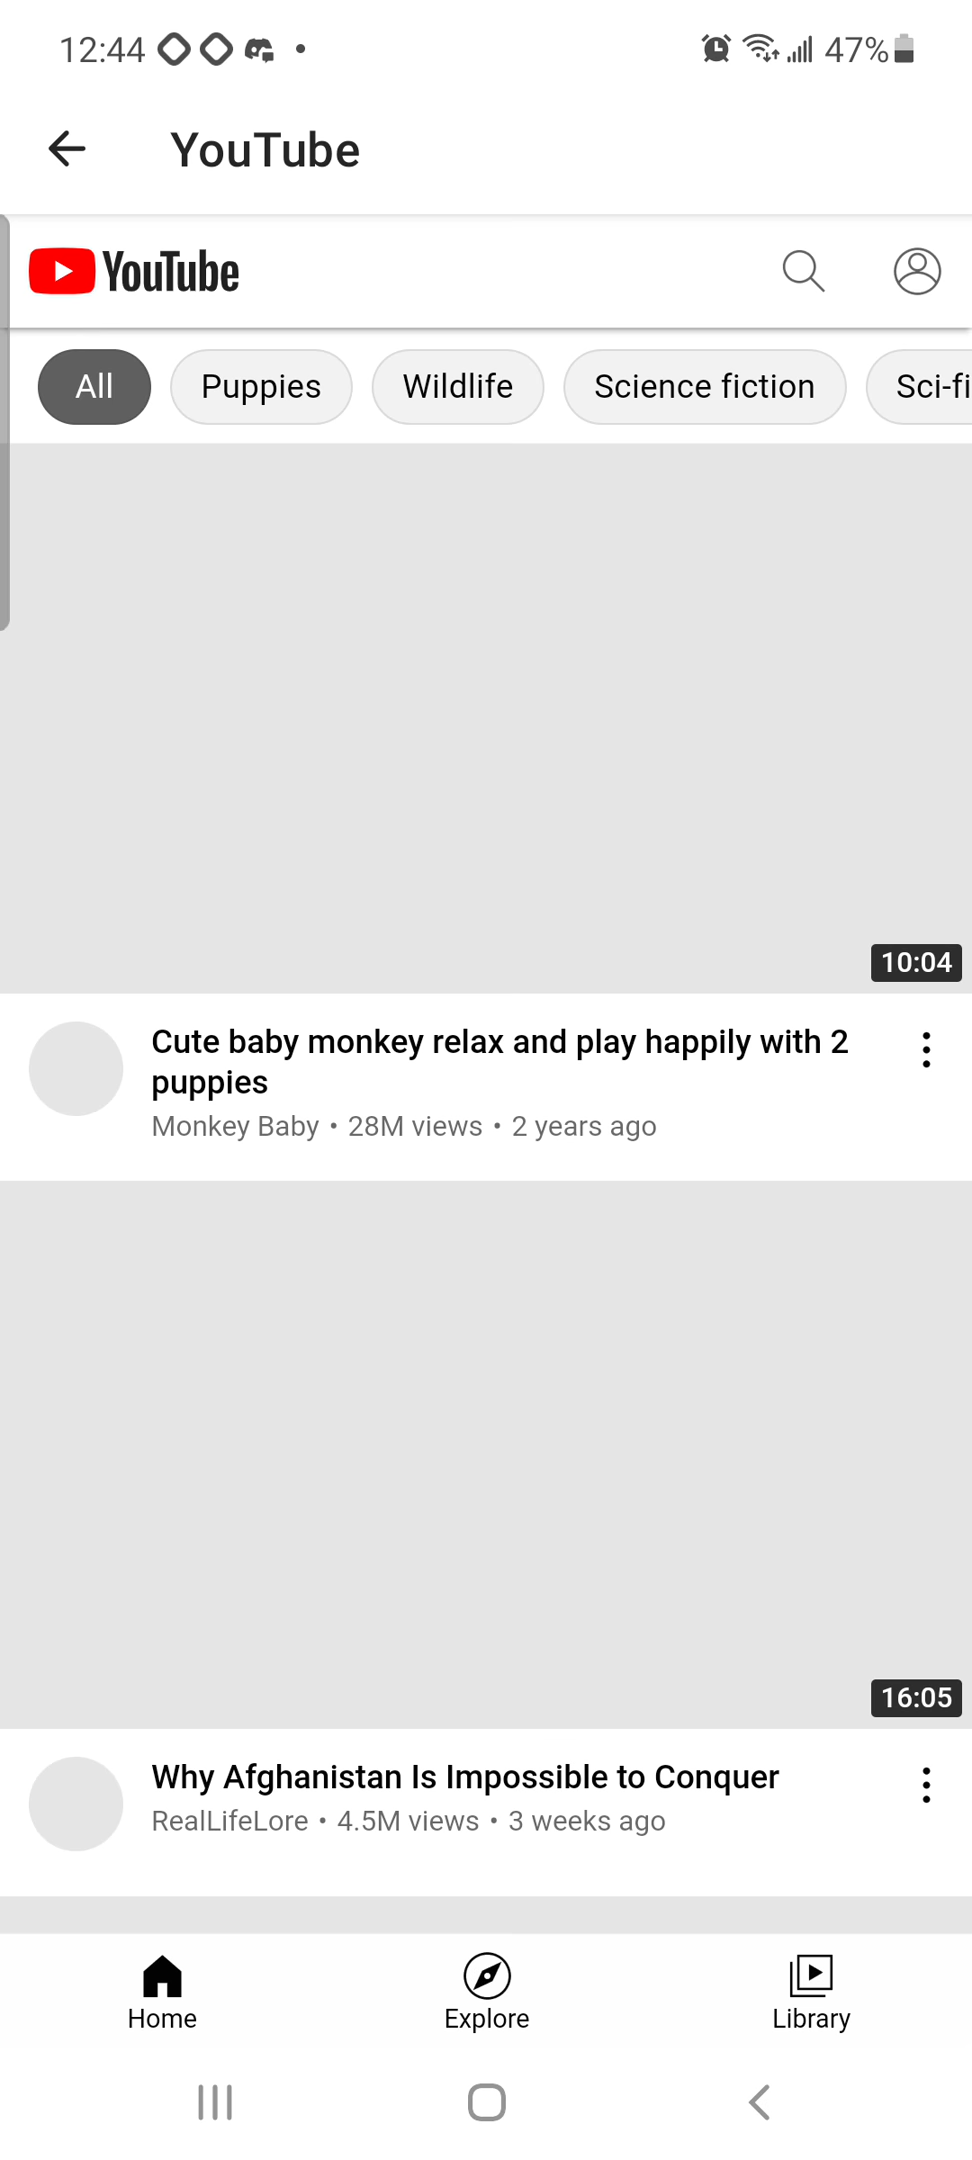 12:44
47%
YouTube
YouTube
All
Puppies
Wildlife
Science fiction
Sci-fi
10:04
Cute baby monkey relax and play happily with 2
puppies
Monkey Baby • 28M views • 2 years ago
16:05
Why Afghanistan Is Impossible to Conquer
RealLifeLore • 4.5M views • 3 weeks ago
Home
Explore
Library